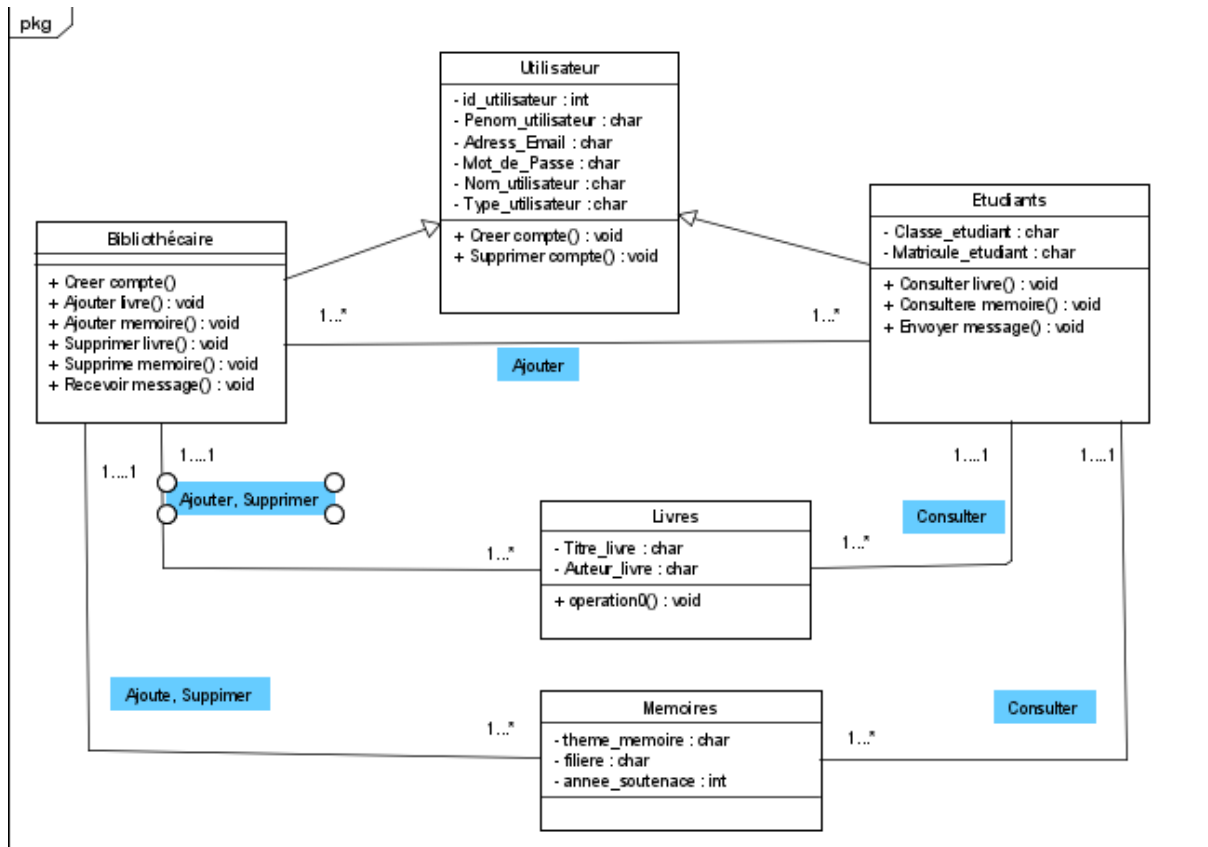 pkg
Utilisateur
- id_utilisateur : int
- Penom_utilisateur : char
- Adress_Email : char
- Mot_de_Passe : char
- Nom_utilisateur : char
- Type_utilisateur : char
+ Creer compte() : void
+ Supprimer compte() : void
Bibliothécaire
+ Creer compte()
+ Ajouter livre() : void
+ Ajouter memoire() : void
+ Supprimer livre() : void
+ Supprime memoire() : void
+ Recevoir message() : void
Etudiants
- Classe_etudiant : char
- Matricule_etudiant : char
+ Consulter livre() : void
+ Consultere memoire() : void
+ Envoyer message() : void
1...*
1...*
Ajouter
1....1
1....1
Ajouter, Supprimer
1...*
Livres
- Titre_livre : char
- Auteur_livre : char
+ operation0() : void
1....1
1....1
Consulter
1...*
Ajoute, Suppimer
1...*
Memoires
- theme_memoire : char
- filiere : char
- annee_soutenace : int
Consulter
1...*